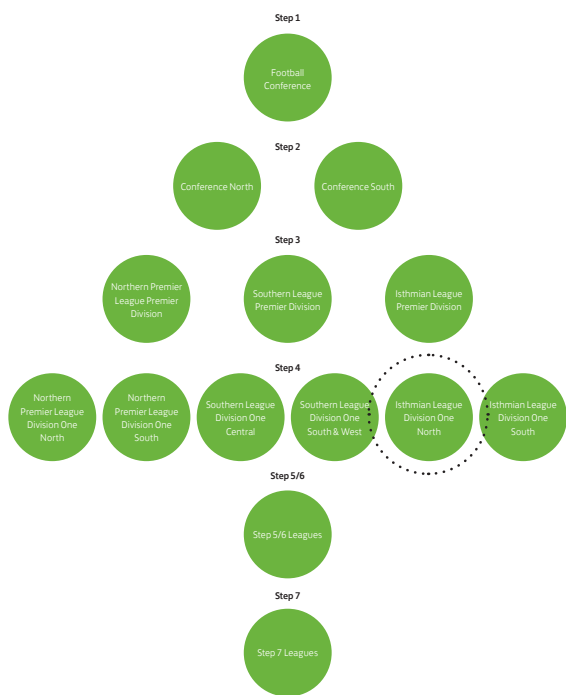 Step 1
Football
Conference
Step 2
Conference North
Conference South
Step 3
Northern Premier
League Premier
Division
Southern League
Premier Division
Isthmian League
Premier Division
Step 4
Northern
Premier League
Division One
North
Northern
Premier League
Division One
South
Southern League
Division One
Central
Southern League
Division One
South & West
Isthmian League
Division One
North
Isthmian League
Division One
South
Step 5/6
Step 5/6 Leagues
Step 7
Step 7 Leagues